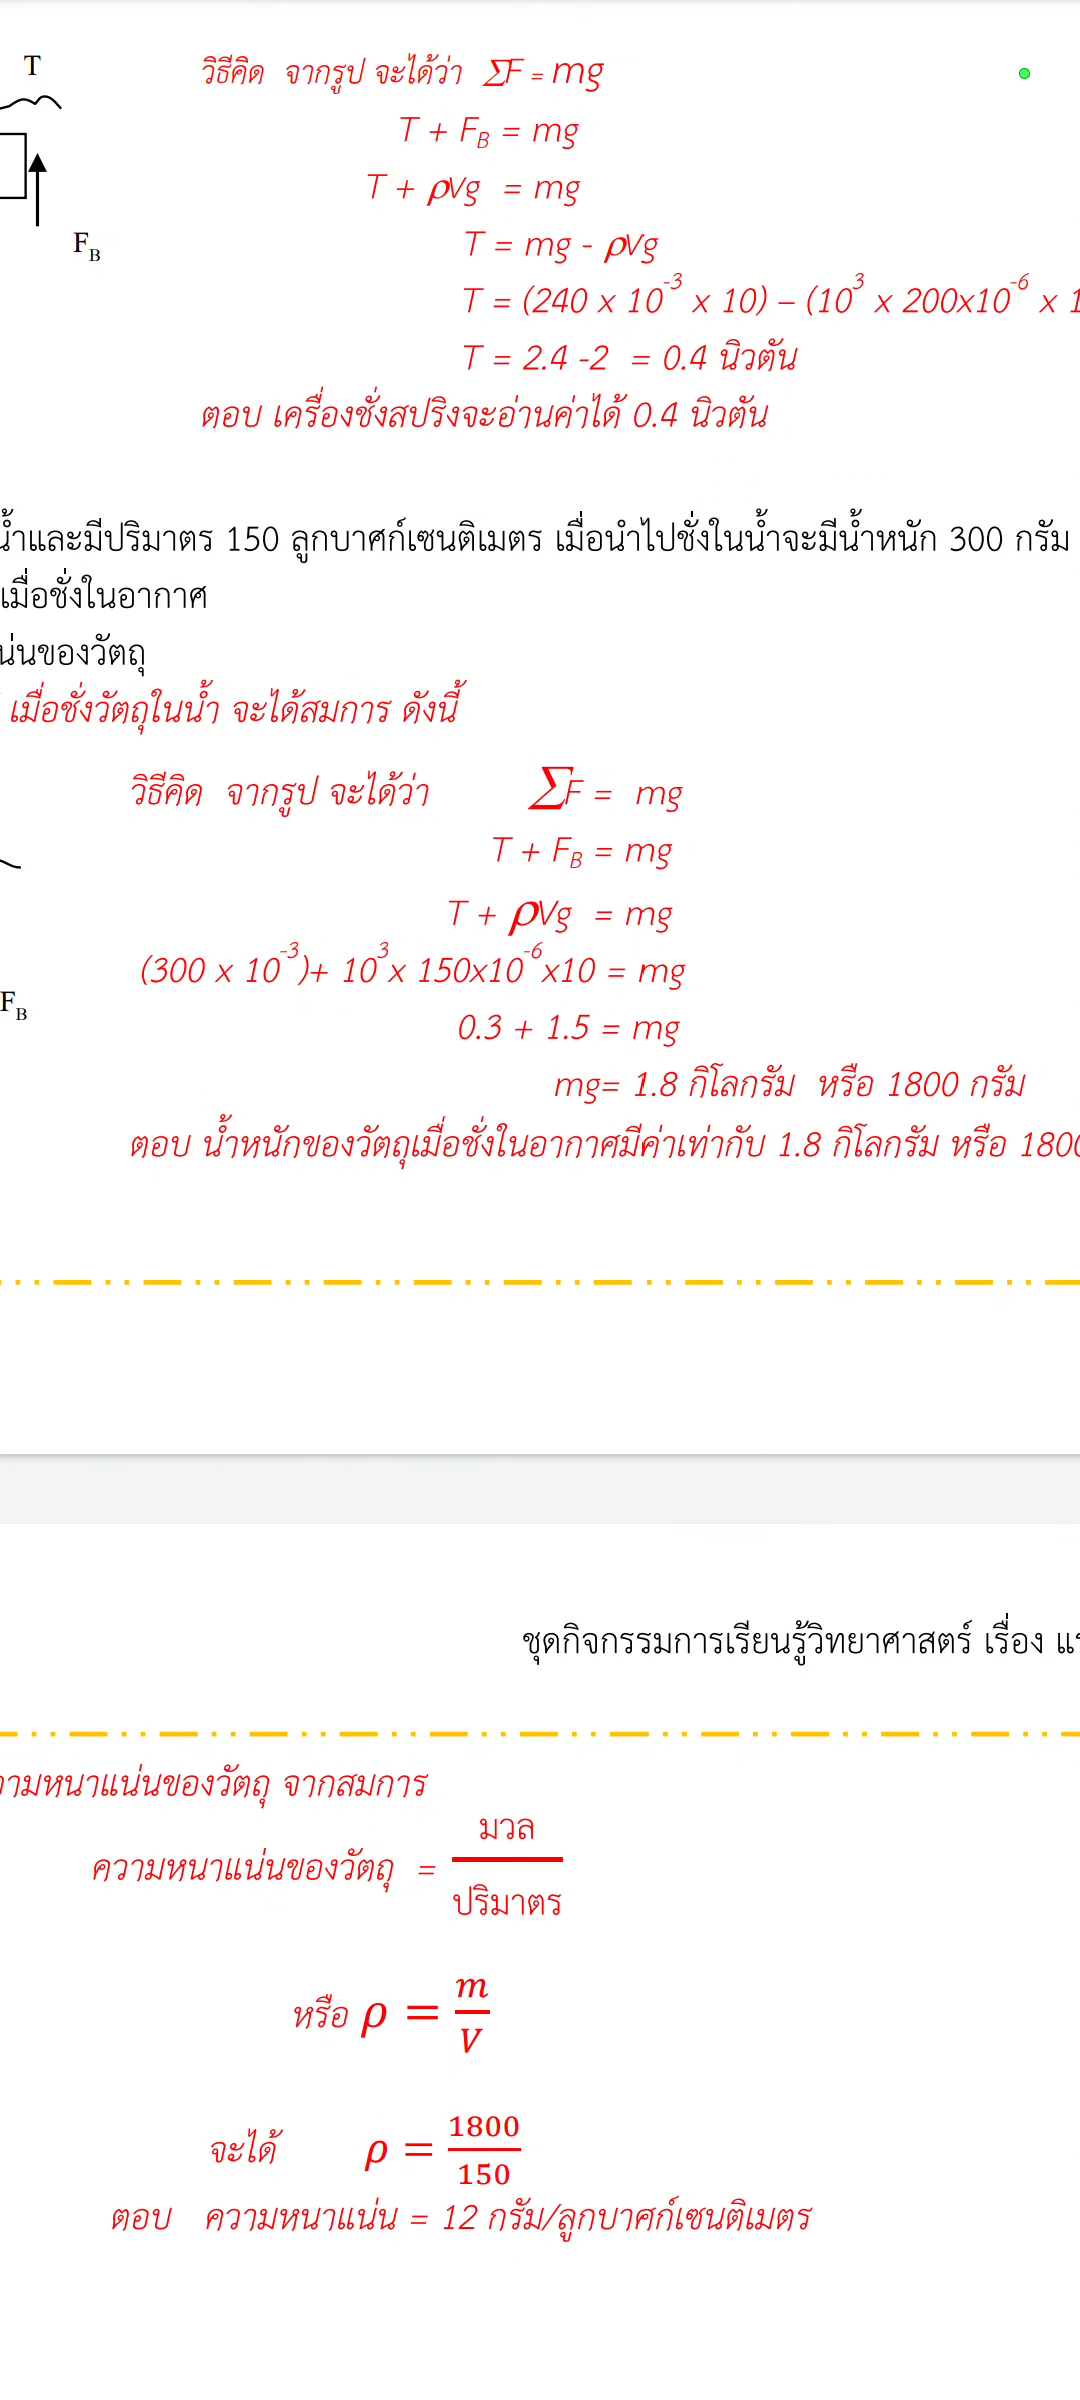 T
วิธีคิด จากรูป จะได้ว่า ΣF = mg
T + F_B = mg
T + ρVg = mg
F_B
T = mg - ρVg
T = (240 x 10^-3 x 10) – (10^3 x 200x10^-6 x 1
T = 2.4 -2 = 0.4 นิวตัน
ตอบ เครื่องชั่งสปริงจะอ่านค่าได้ 0.4 นิวตัน
น้ำและมีปริมาตร 150 ลูกบาศก์เซนติเมตร เมื่อนำไปชั่งในน้ำจะมีน้ำหนัก 300 กรัม
เมื่อชั่งในอากาศ
น่นของวัตถุ
เมื่อชั่งวัตถุในน้ำ จะได้สมการ ดังนี้
วิธีคิด จากรูป จะได้ว่า ΣF = mg
T + F_B = mg
T + ρVg = mg
(300 x 10^-3)+ 10^3x 150x10^-6x10 = mg
F_B
0.3 + 1.5 = mg
mg= 1.8 กิโลกรัม หรือ 1800 กรัม
ตอบ น้ำหนักของวัตถุเมื่อชั่งในอากาศมีค่าเท่ากับ 1.8 กิโลกรัม หรือ 1800
ชุดกิจกรรมการเรียนรู้วิทยาศาสตร์ เรื่อง แร
วามหนาแน่นของวัตถุ จากสมการ
มวล
ความหนาแน่นของวัตถุ =
ปริมาตร
หรือ ρ = m/V
จะได้ ρ = 1800/150
ตอบ ความหนาแน่น = 12 กรัม/ลูกบาศก์เซนติเมตร